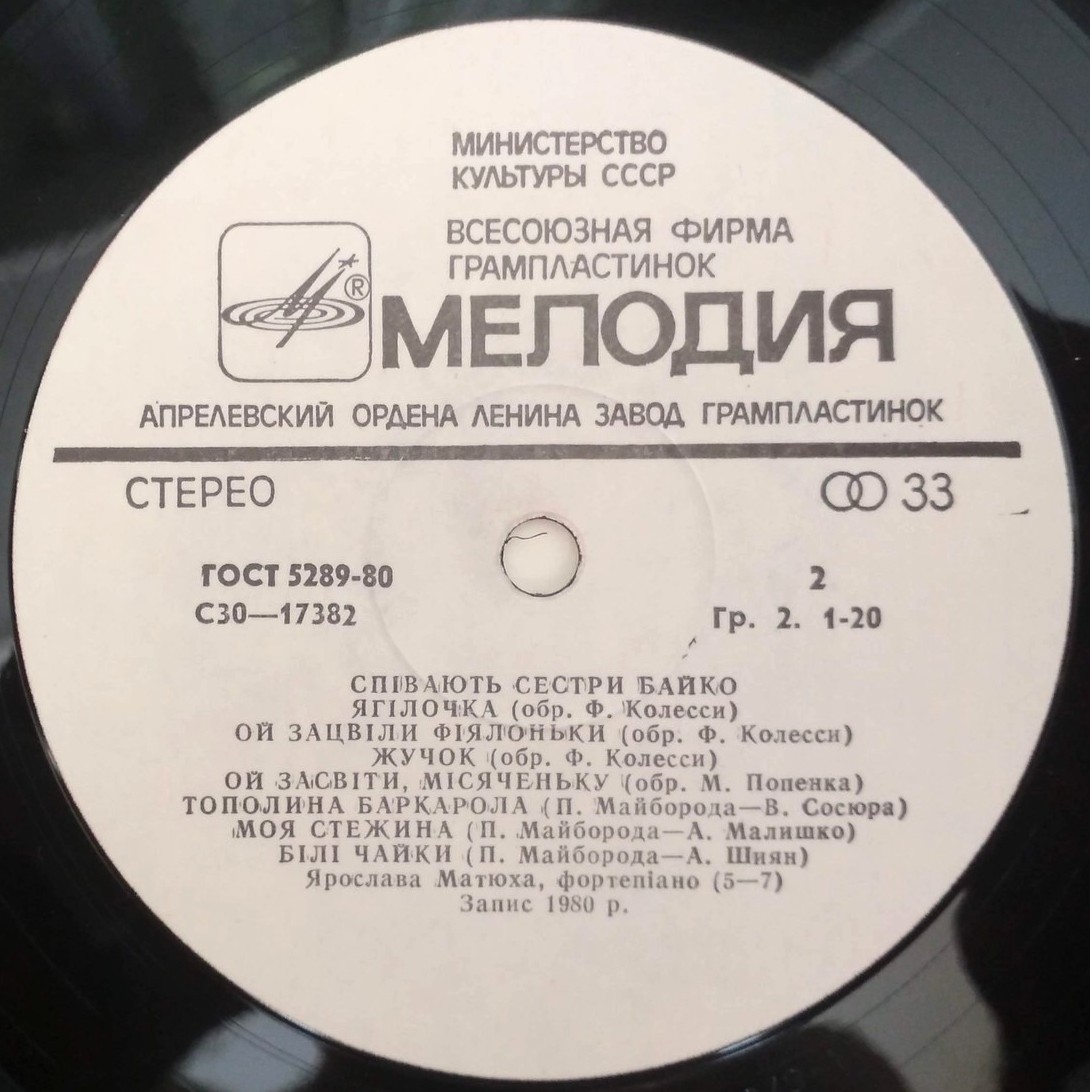 МИНИСТЕРСТВО
КУЛЬТУРЫ СССР
ВСЕСОЮЗНАЯ ФИРМА
ГРАМПЛАСТИНОК
®
МЕЛОДИЯ
АПРЕЛЕВСКИЙ ОРДЕНА ЛЕНИНА ЗАВОД ГРАМПЛАСТИНОК
СТЕРЕО 33
ГОСТ 5289-80 2
С30—17382 Гр. 2. 1-20
СПІВАЮТЬ СЕСТРИ БАЙКО
ЯГІЛОЧКА (обр. Ф. Колесси)
ОЙ ЗАЦВІЛИ ФІЯЛОНЬКИ (обр. Ф. Колесси)
ЖУЧОК (обр. Ф. Колесси)
ОЙ ЗАСВІТИ, МІСЯЧЕНЬКУ (обр. М. Попенка)
ТОПОЛИНА БАРКАРОЛА (П. Майборода—В. Сосюра)
МОЯ СТЕЖИНА (П. Майборода—А. Малишко)
БІЛІ ЧАЙКИ (П. Майборода—А. Шиян)
Ярослава Матюха, фортепіано (5—7)
Запис 1980 р.